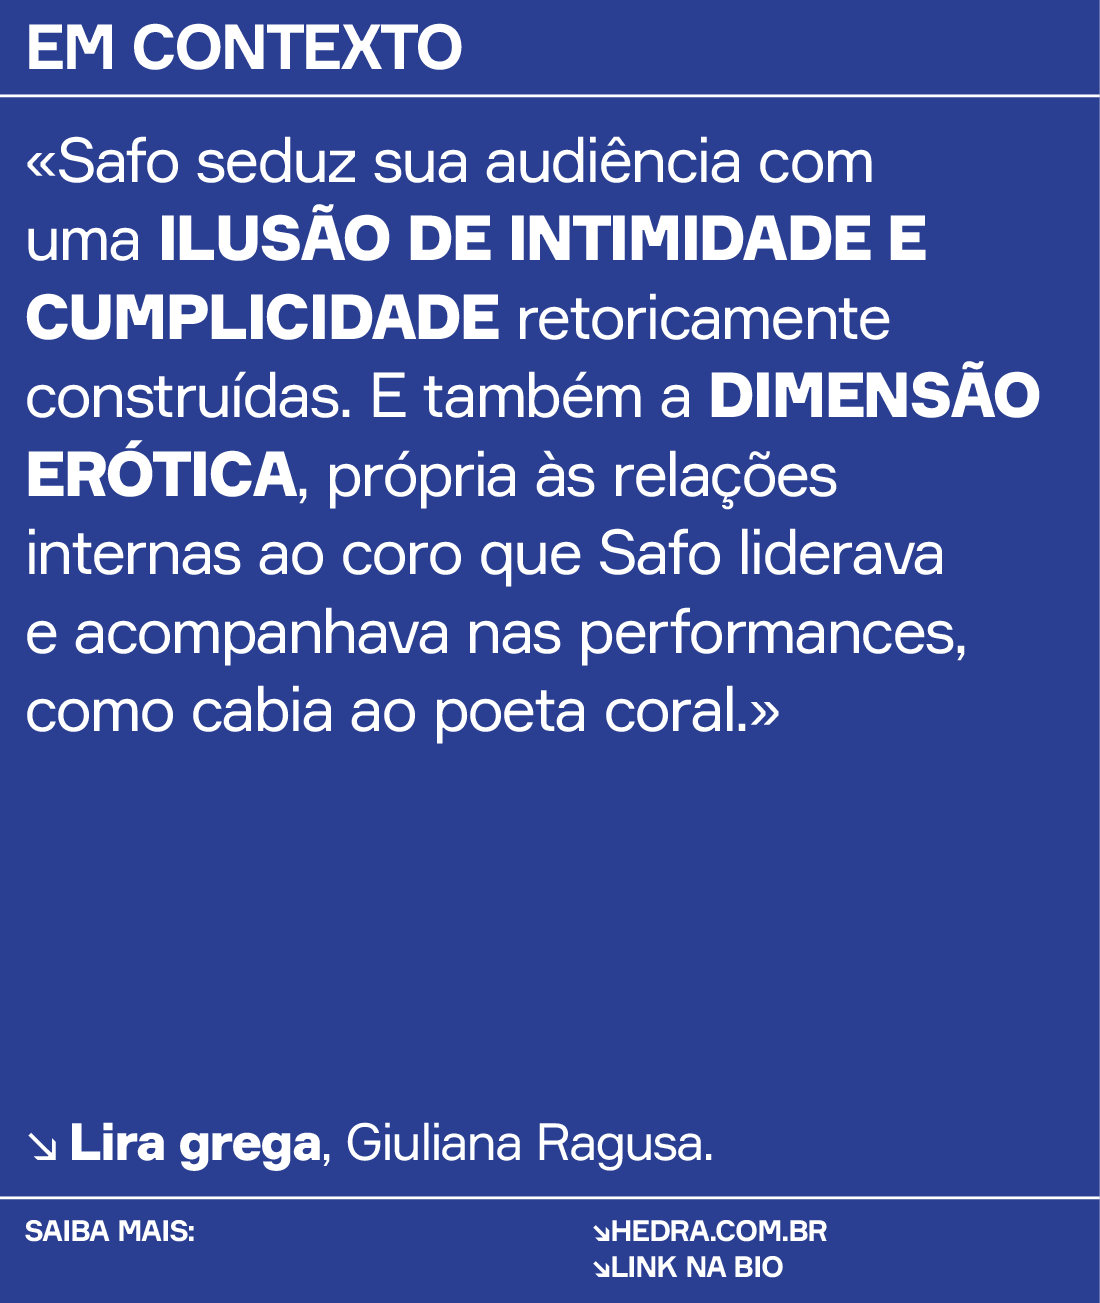 EM CONTEXTO
«Safo seduz sua audiência com
uma ILUSÃO DE INTIMIDADE E
CUMPLICIDADE retoricamente
construídas. E também a DIMENSÃO
ERÓTICA, própria às relações
internas ao coro que Safo liderava
e acompanhava nas performances,
como cabia ao poeta coral.»
↘ Lira grega, Giuliana Ragusa.
SAIBA MAIS:
↘HEDRA.COM.BR
↘LINK NA BIO